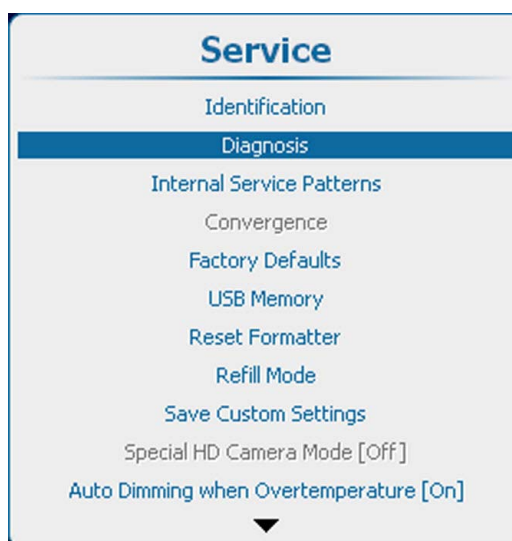 Service
Identification
Diagnosis
Internal Service Patterns
Convergence
Factory Defaults
USB Memory
Reset Formatter
Refill Mode
Save Custom Settings
Special HD Camera Mode [Off]
Auto Dimming when Overtemperature [On]